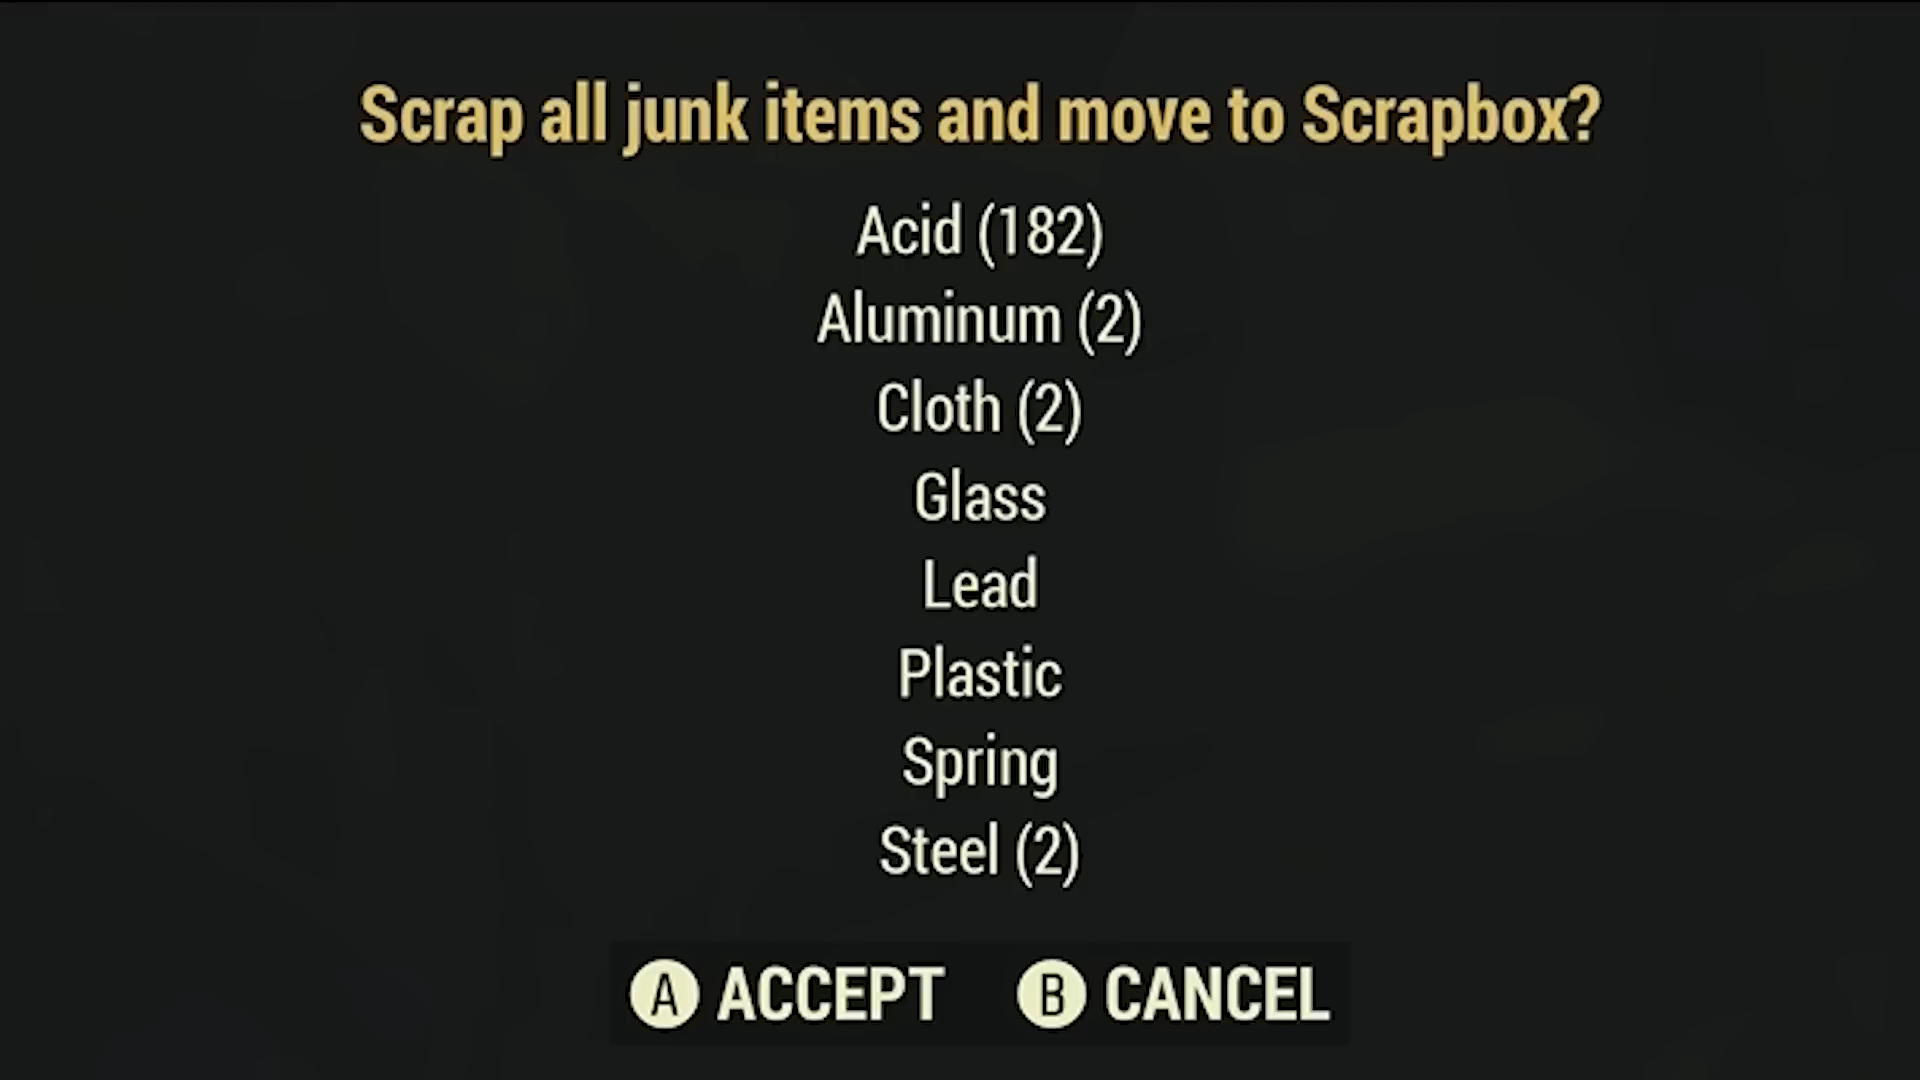 Scrap all junk items and move to Scrapbox?
Acid (182)
Aluminum (2)
Cloth (2)
Glass
Lead
Plastic
Spring
Steel (2)
A ACCEPT B CANCEL